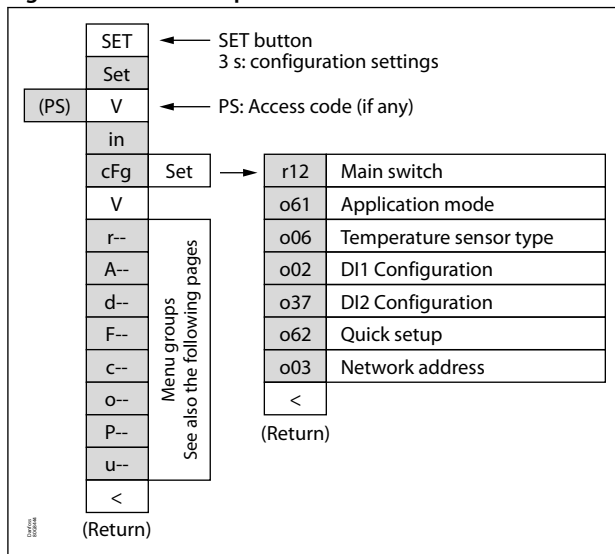 SET
SET button
3 s: configuration settings
Set
(PS)
V
PS: Access code (if any)
in
cFg
Set
r12 Main switch
V
o61 Application mode
r--
o06 Temperature sensor type
A--
o02 DI1 Configuration
d--
o37 DI2 Configuration
F--
o62 Quick setup
c--
o03 Network address
o--
<
P--
(Return)
u--
Menu groups
See also the following pages
<
(Return)
Danfoss